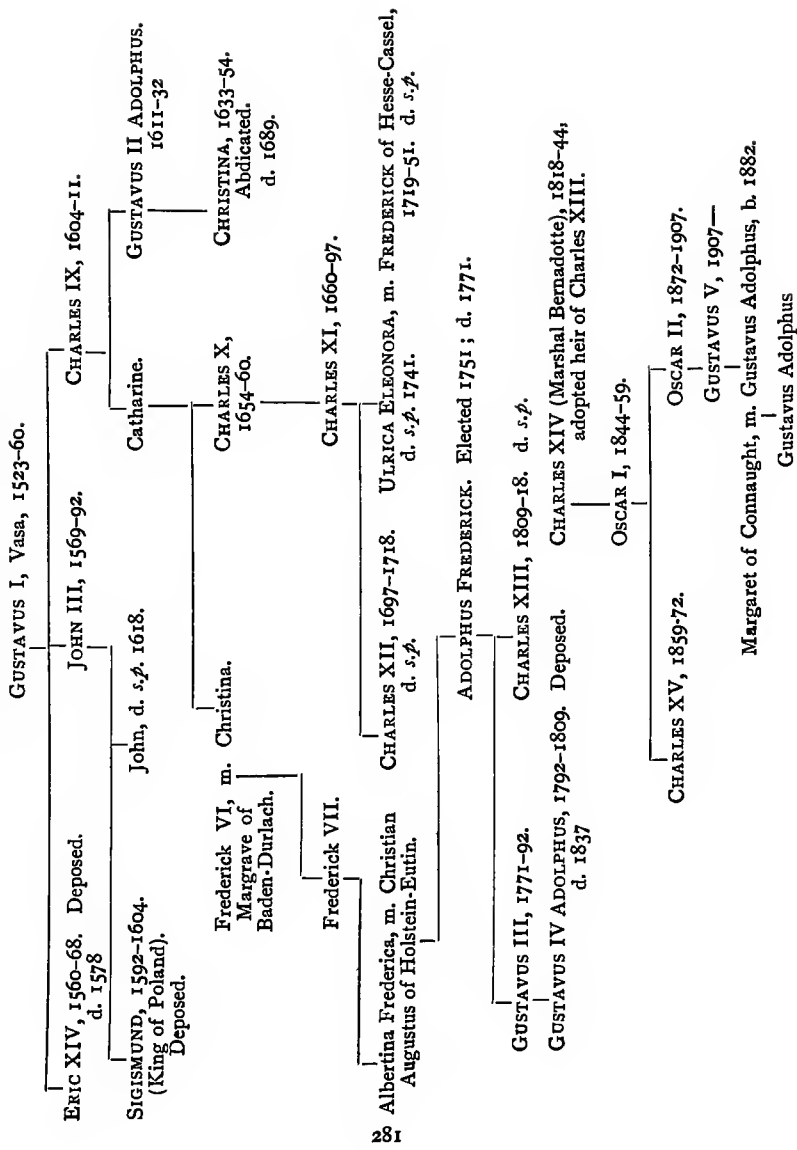 GUSTAVUS I, Vasa, 1523–60.
ERIC XIV, 1560–68. Deposed.
d. 1578
JOHN III, 1569–92.
CHARLES IX, 1604–11.
SIGISMUND, 1592–1604.
(King of Poland).
Deposed.
John, d. s.p. 1618.
Catharine.
GUSTAVUS II ADOLPHUS.
1611–32
Frederick VI, m. Christina.
Margrave of
Baden-Durlach.
CHARLES X,
1654–60.
CHRISTINA, 1633–54.
Abdicated.
d. 1689.
Frederick VII.
CHARLES XI, 1660–97.
Albertina Frederica, m. Christian
Augustus of Holstein-Eutin.
CHARLES XII, 1697–1718.
d. s.p.
ULRICA ELEONORA, m. FREDERICK of Hesse-Cassel,
d. s.p. 1741.
1719–51. d. s.p.
ADOLPHUS FREDERICK. Elected 1751; d. 1771.
GUSTAVUS III, 1771–92.
CHARLES XIII, 1809–18. d. s.p.
CHARLES XIV (Marshal Bernadotte), 1818–44,
adopted heir of Charles XIII.
GUSTAVUS IV ADOLPHUS, 1792–1809. Deposed.
d. 1837
OSCAR I, 1844–59.
CHARLES XV, 1859-72.
OSCAR II, 1872–1907.
GUSTAVUS V, 1907—
Margaret of Connaught, m. Gustavus Adolphus, b. 1882.
Gustavus Adolphus
281